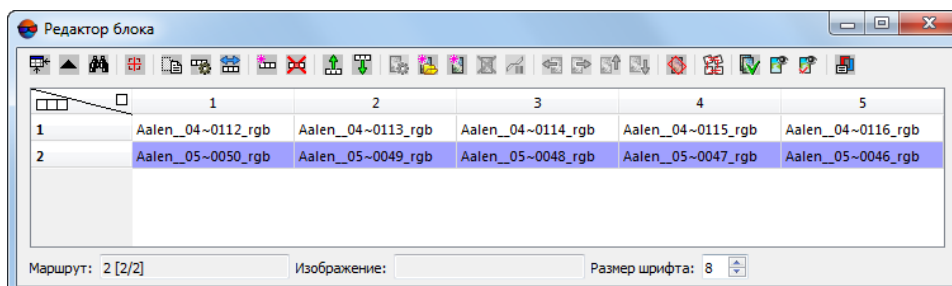 Редактор блока
1 2 3 4 5
1 Aalen__04~0112_rgb Aalen__04~0113_rgb Aalen__04~0114_rgb Aalen__04~0115_rgb Aalen__04~0116_rgb
2 Aalen__05~0050_rgb Aalen__05~0049_rgb Aalen__05~0048_rgb Aalen__05~0047_rgb Aalen__05~0046_rgb
Маршрут: 2 [2/2] Изображение: Размер шрифта: 8